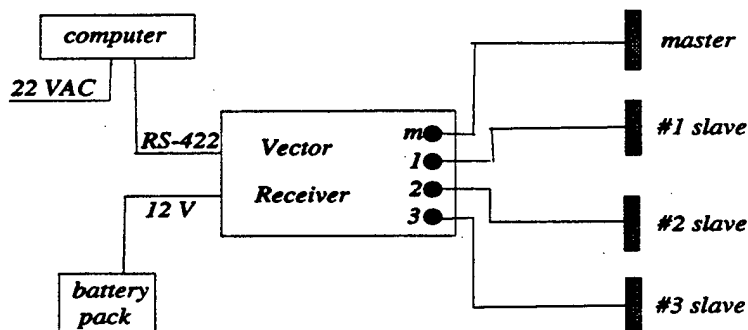 computer
22 VAC
RS-422
12 V
battery
pack
Vector
Receiver
m
1
2
3
master
#1 slave
#2 slave
#3 slave